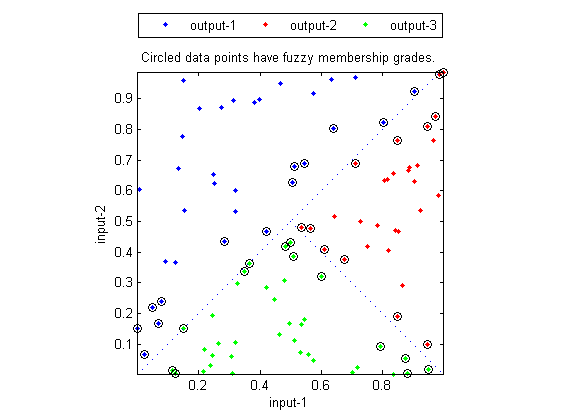 output-1 output-2 output-3
Circled data points have fuzzy membership grades.
0.9
0.8
0.7
0.6
0.5
0.4
0.3
0.2
0.1
input-2
0.2 0.4 0.6 0.8
input-1